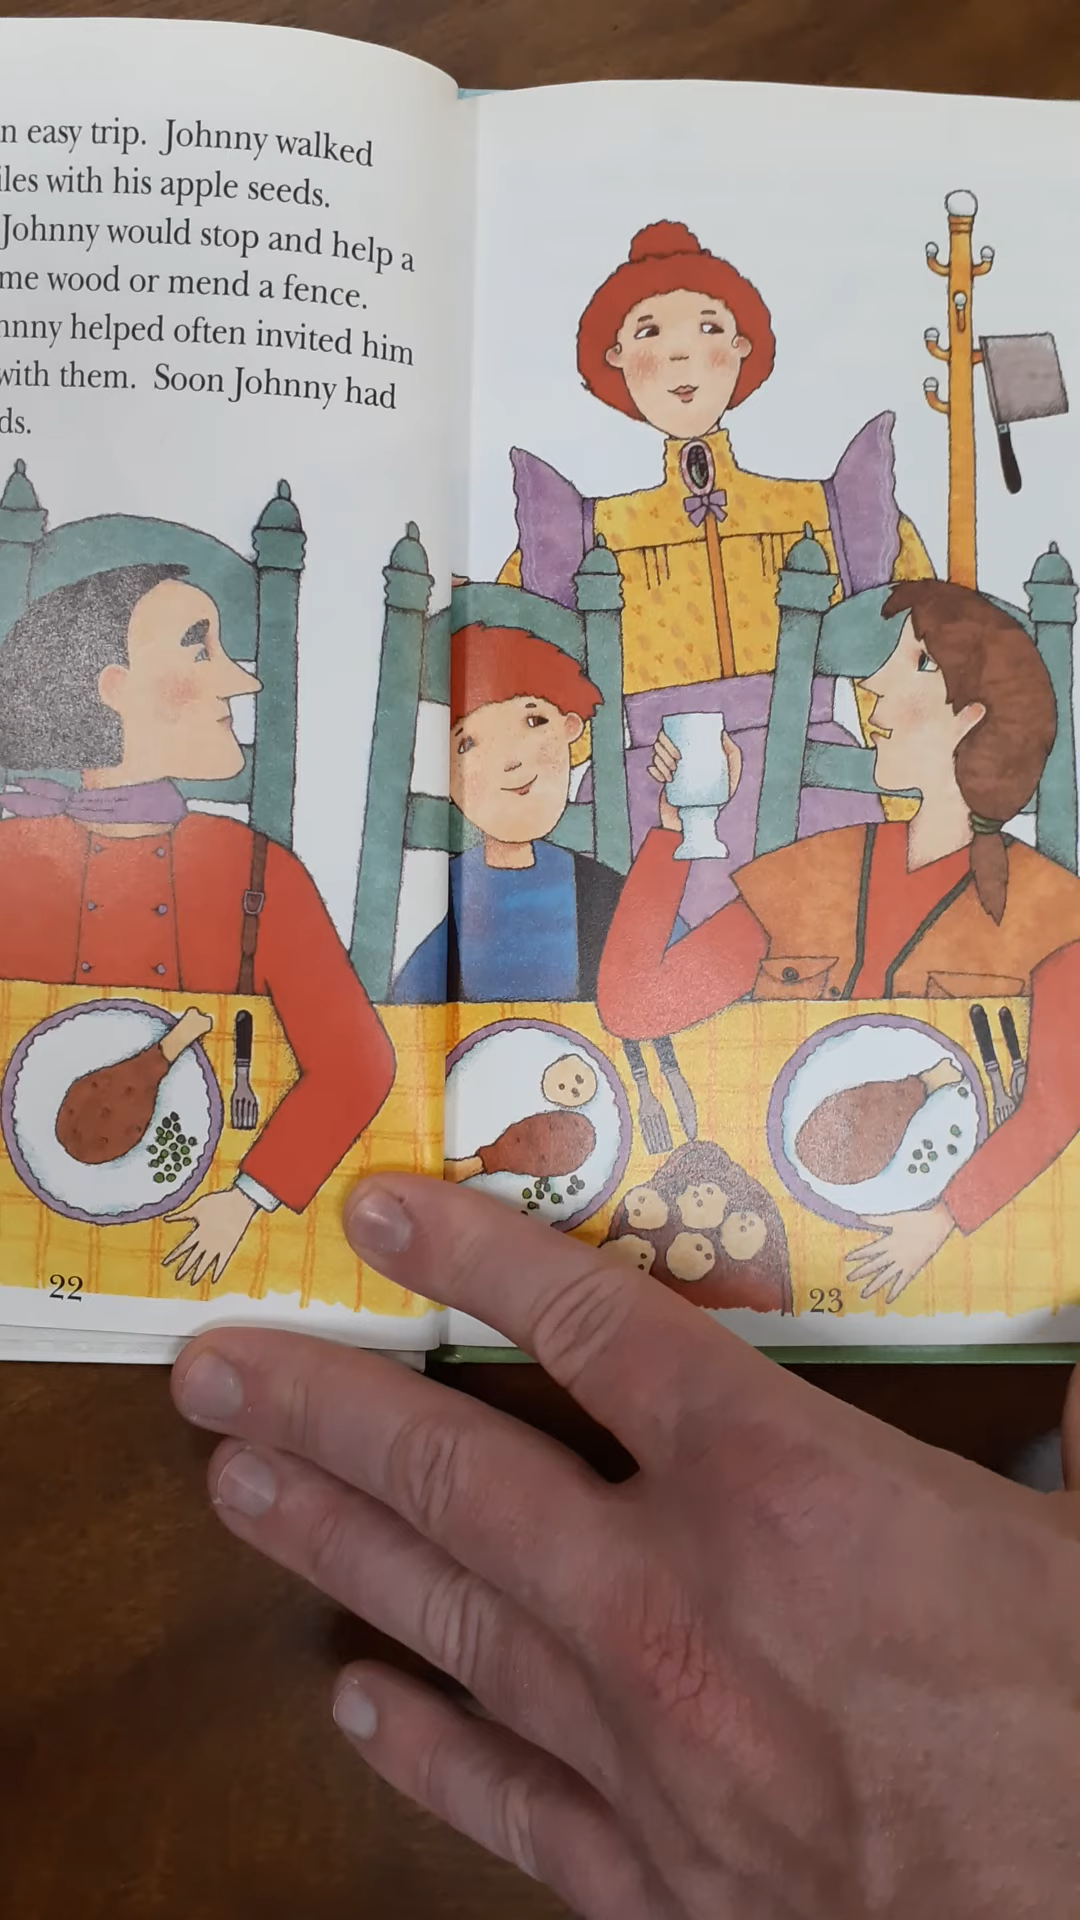 n easy trip. Johnny walked
iles with his apple seeds.
Johnny would stop and help a
me wood or mend a fence.
nny helped often invited him
with them. Soon Johnny had
ds.
22
23